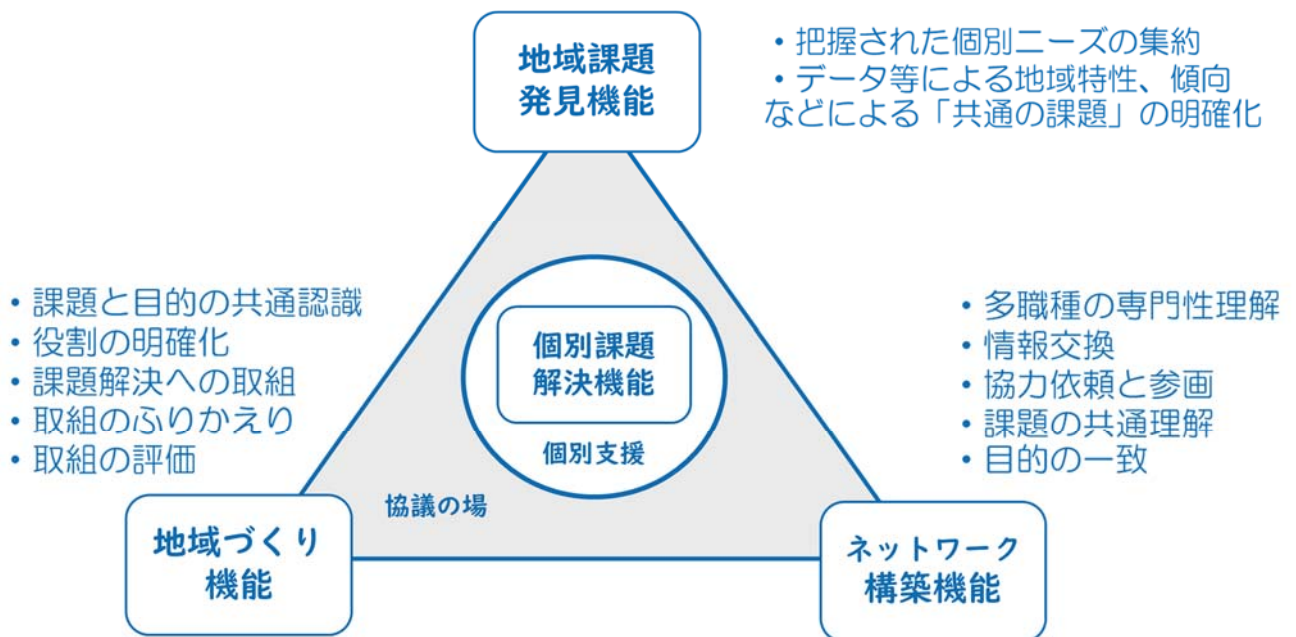 地域課題
発見機能
・把握された個別ニーズの集約
・データ等による地域特性、傾向
などによる「共通の課題」の明確化
・課題と目的の共通認識
・役割の明確化
・課題解決への取組
・取組のふりかえり
・取組の評価
個別課題
解決機能
個別支援
・多職種の専門性理解
・情報交換
・協力依頼と参画
・課題の共通理解
・目的の一致
協議の場
地域づくり
機能
ネットワーク
構築機能